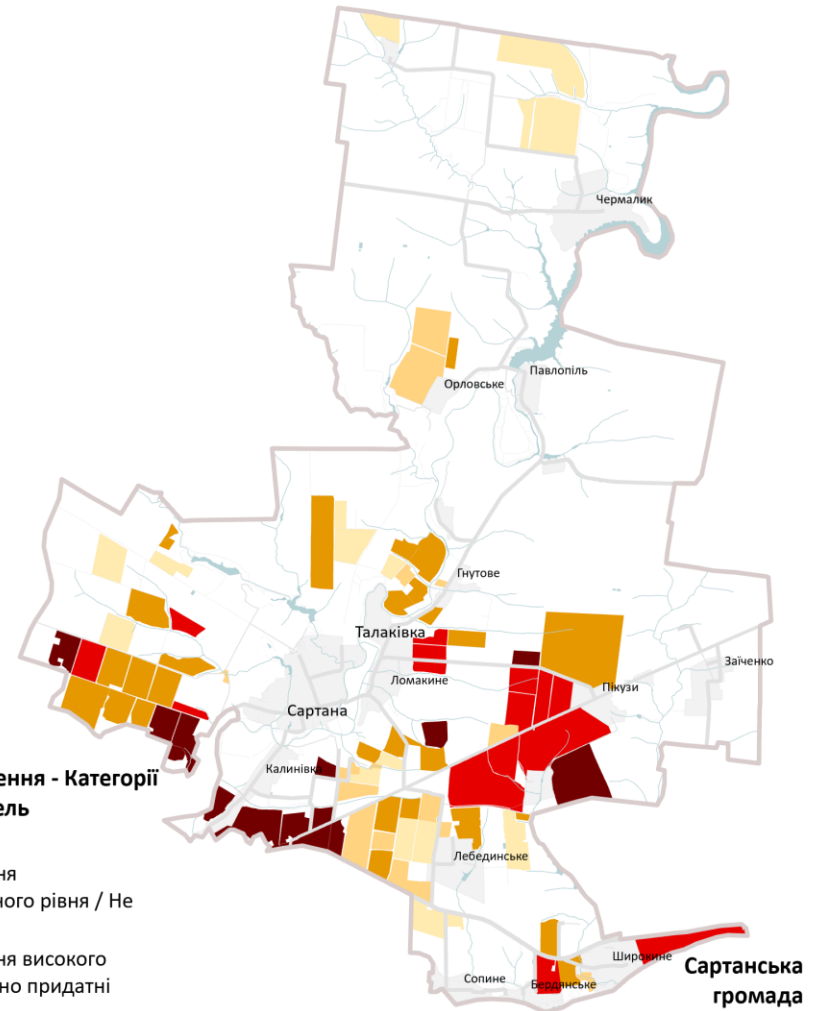 Чермалик
Павлопіль
Орловське
Гнутове
Талаківка
Заїченко
Ломакине
Пікузи
Сартана
Калинівка
ення - Категорії
ель
Лебединське
ня
ного рівня / Не
ня високого
но придатні
Широкине
Сопине
Бердянське
Сартанська
громада